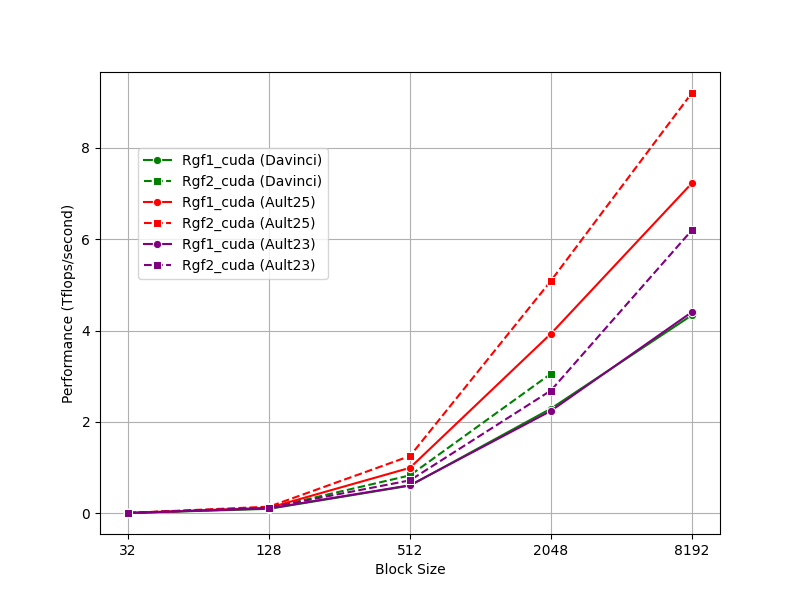 8
6
4
2
0
Performance (Tflops/second)
Rgf1_cuda (Davinci)
Rgf2_cuda (Davinci)
Rgf1_cuda (Ault25)
Rgf2_cuda (Ault25)
Rgf1_cuda (Ault23)
Rgf2_cuda (Ault23)
32 128 512 2048 8192
Block Size